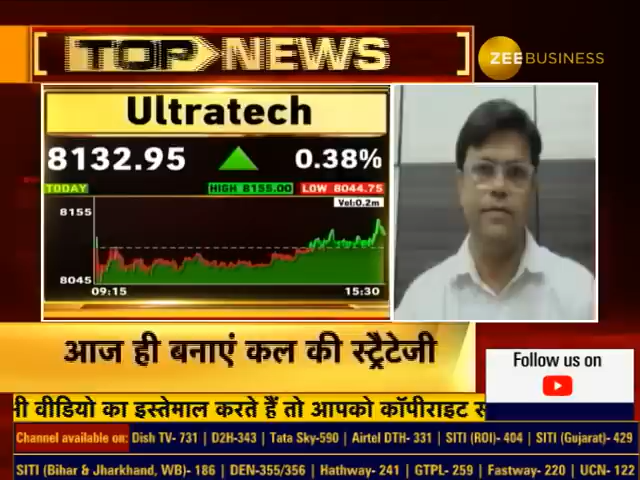 TOP NEWS
ZEE BUSINESS
Ultratech
8132.95 0.38%
TODAY HIGH 8155.00 LOW 8044.75
Vol:0.2m
8155
8045
09:15 15:30
आज ही बनाएं कल की स्ट्रैटेजी
Follow us on
वीडियो का इस्तेमाल करते हैं तो आपको कॉपीराइट
Channel available on: Dish TV- 731 | D2H-343 | Tata Sky-590 | Airtel DTH- 331 | SITI (ROI)- 404 | SITI (Gujarat)- 429
SITI (Bihar & Jharkhand, WB)- 186 | DEN-355/356 | Hathway- 241 | GTPL- 259 | Fastway- 220 | UCN- 122